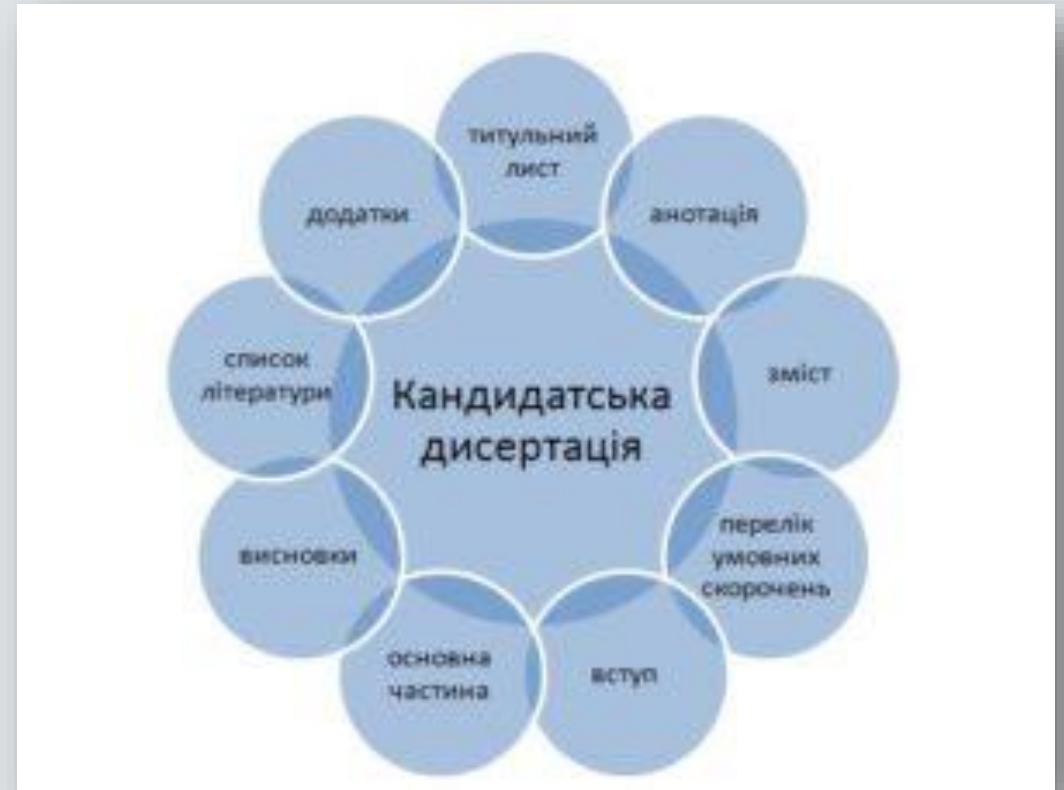 титульний
лист
анотація
зміст
перелік
умовних
скорочень
вступ
основна
частина
висновки
список
літератури
додатки
Кандидатська
дисертація